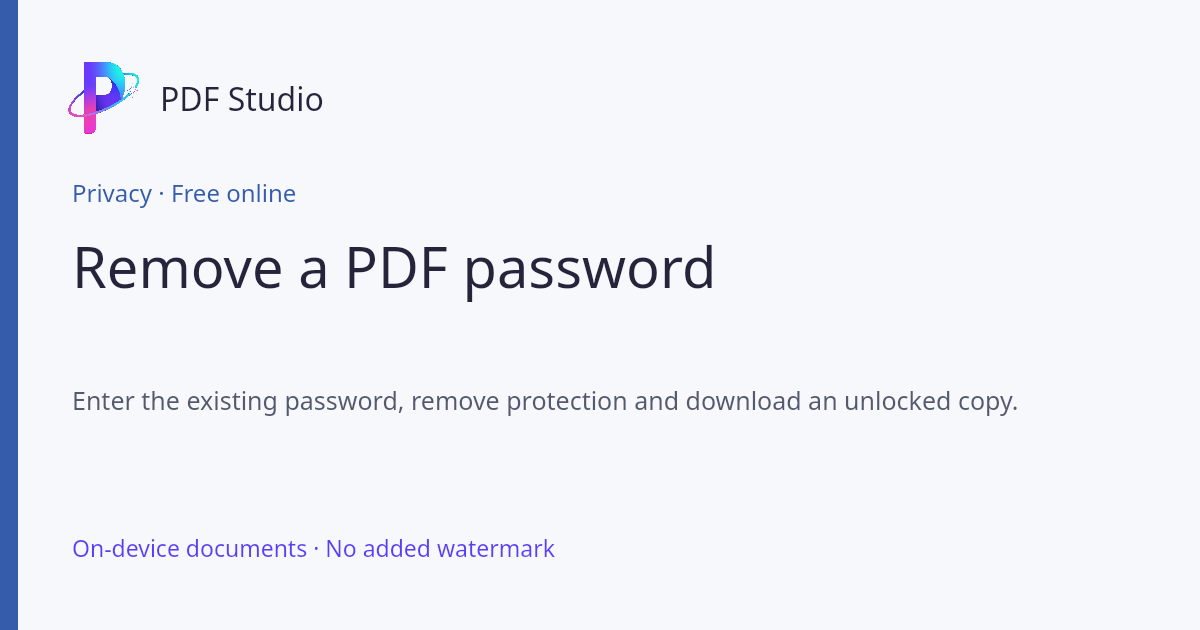 PDF Studio
Privacy · Free online
Remove a PDF password
Enter the existing password, remove protection and download an unlocked copy.
On-device documents · No added watermark